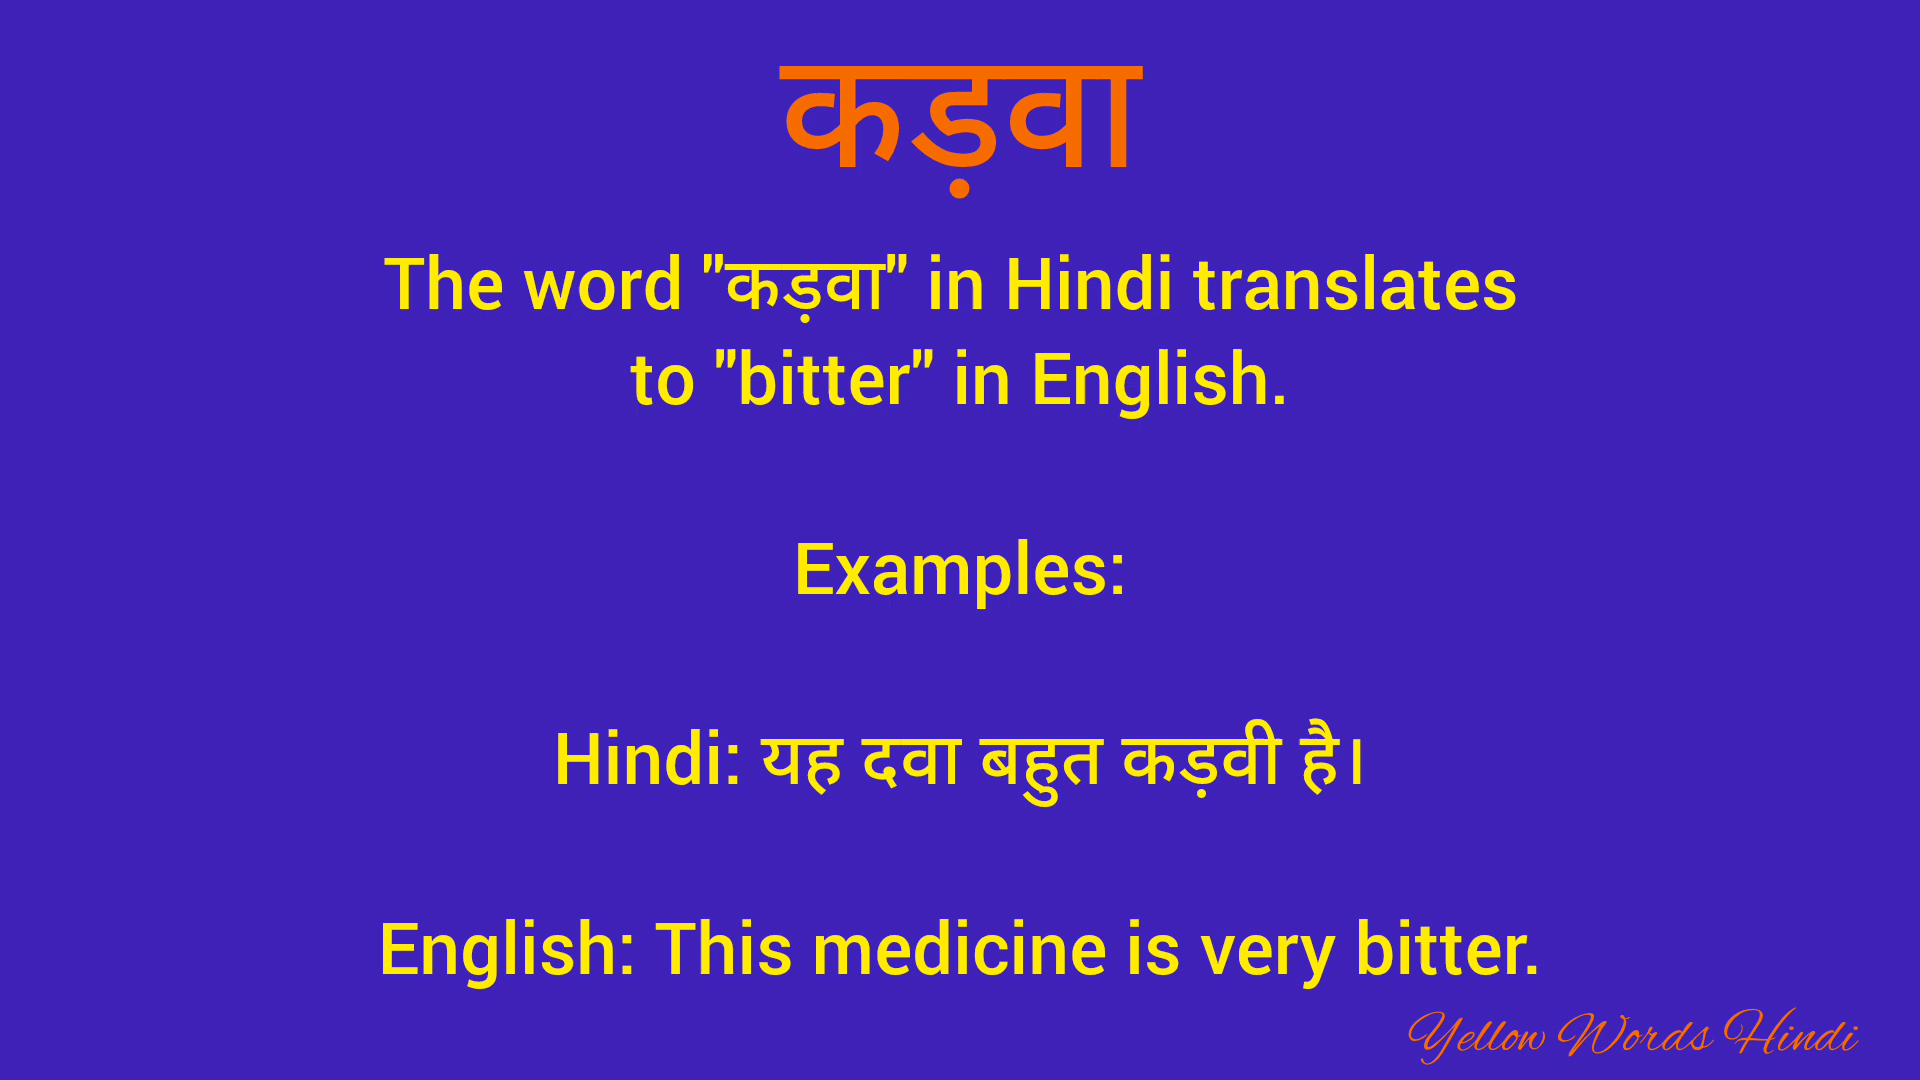 कड़वा
The word "कड़वा" in Hindi translates
to "bitter" in English.
Examples:
Hindi: यह दवा बहुत कड़वी है।
English: This medicine is very bitter.
Yellow Words Hindi